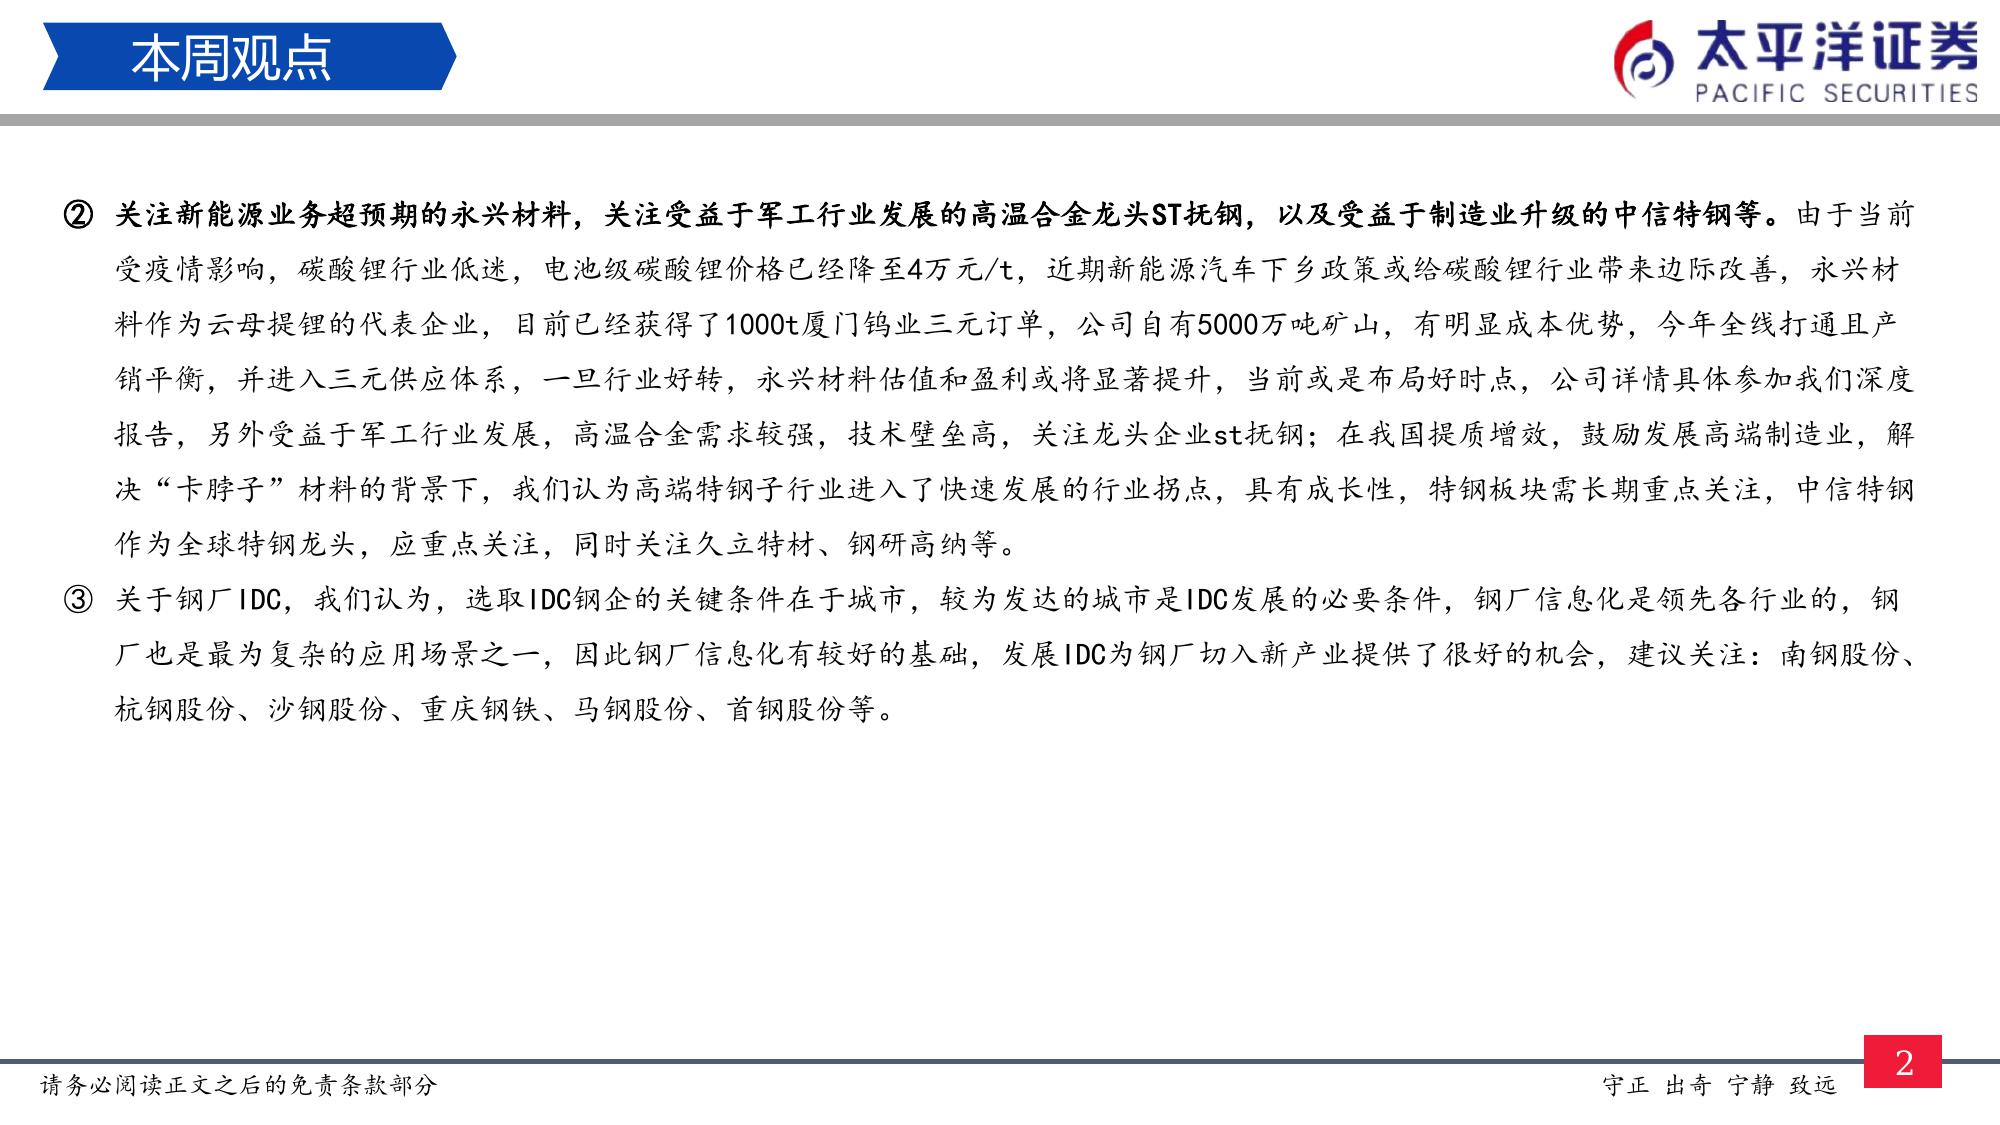 本周观点
太平洋证券
PACIFIC SECURITIES
② 关注新能源业务超预期的永兴材料，关注受益于军工行业发展的高温合金龙头ST抚钢，以及受益于制造业升级的中信特钢等。由于当前
受疫情影响，碳酸锂行业低迷，电池级碳酸锂价格已经降至4万元/t，近期新能源汽车下乡政策或给碳酸锂行业带来边际改善，永兴材
料作为云母提锂的代表企业，目前已经获得了1000t厦门钨业三元订单，公司自有5000万吨矿山，有明显成本优势，今年全线打通且产
销平衡，并进入三元供应体系，一旦行业好转，永兴材料估值和盈利或将显著提升，当前或是布局好时点，公司详情具体参加我们深度
报告，另外受益于军工行业发展，高温合金需求较强，技术壁垒高，关注龙头企业st抚钢；在我国提质增效，鼓励发展高端制造业，解
决“卡脖子”材料的背景下，我们认为高端特钢子行业进入了快速发展的行业拐点，具有成长性，特钢板块需长期重点关注，中信特钢
作为全球特钢龙头，应重点关注，同时关注久立特材、钢研高纳等。
③ 关于钢厂IDC，我们认为，选取IDC钢企的关键条件在于城市，较为发达的城市是IDC发展的必要条件，钢厂信息化是领先各行业的，钢
厂也是最为复杂的应用场景之一，因此钢厂信息化有较好的基础，发展IDC为钢厂切入新产业提供了很好的机会，建议关注：南钢股份、
杭钢股份、沙钢股份、重庆钢铁、马钢股份、首钢股份等。
请务必阅读正文之后的免责条款部分
守正 出奇 宁静 致远
2